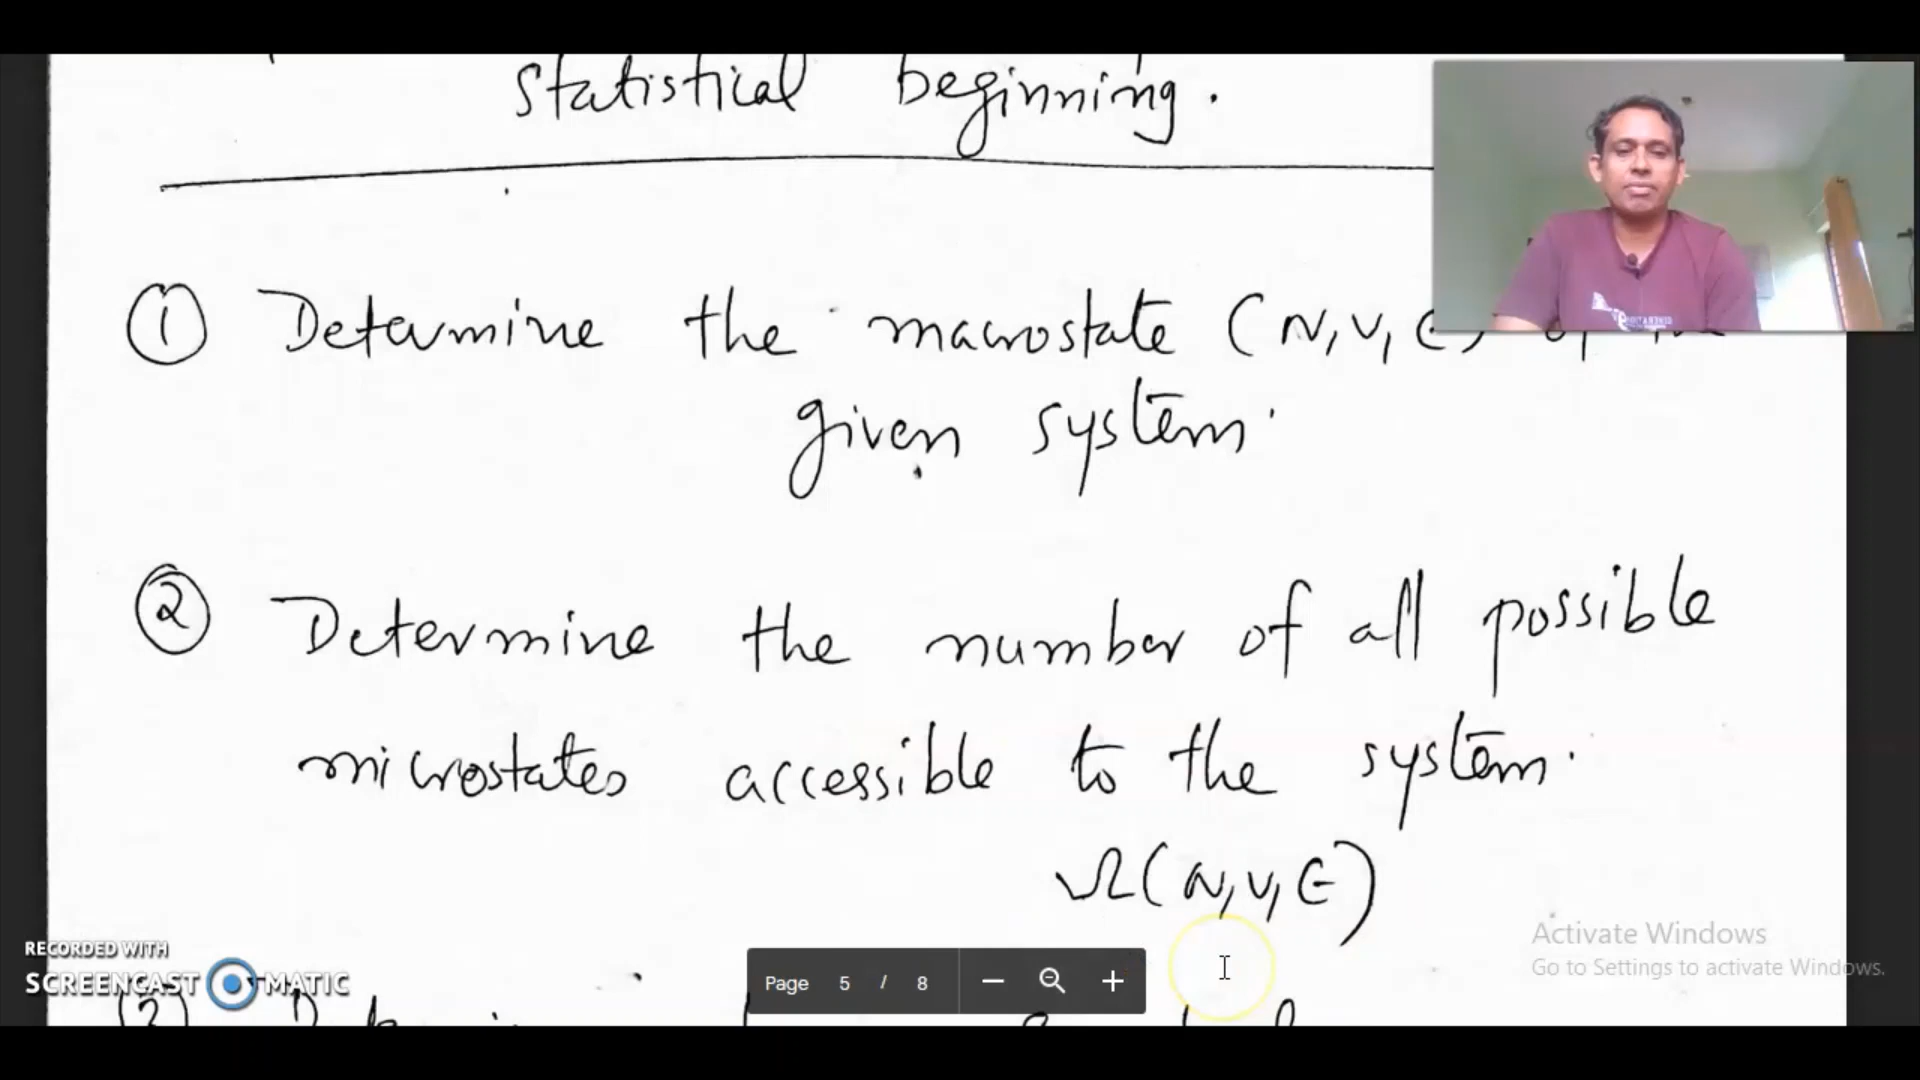 statistical beginning.
① Determine the macrostate (N, V, E)
given system.
② Determine the number of all possible
microstates accessible to the system.
Ω(N, V, E)
RECORDED WITH
SCREENCAST MATIC
Page 5 / 8
Activate Windows
Go to Settings to activate Windows.